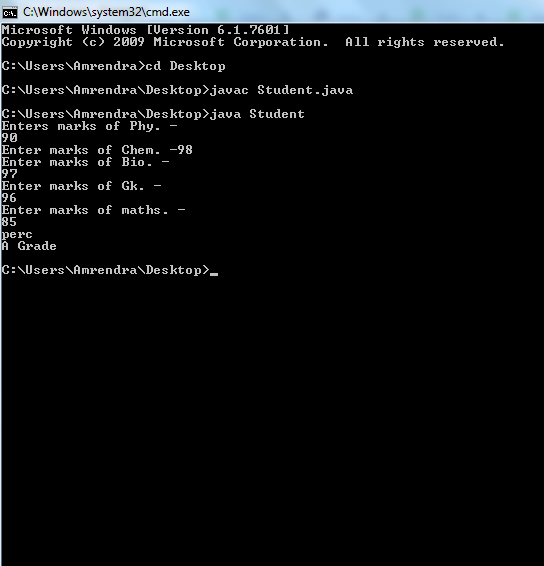 C:\Windows\system32\cmd.exe
Microsoft Windows [Version 6.1.7601]
Copyright (c) 2009 Microsoft Corporation.  All rights reserved.
C:\Users\Amrendra>cd Desktop
C:\Users\Amrendra\Desktop>javac Student.java
C:\Users\Amrendra\Desktop>java Student
Enters marks of Phy. -
90
Enter marks of Chem. -98
Enter marks of Bio. -
97
Enter marks of Gk. -
96
Enter marks of maths. -
85
perc
A Grade
C:\Users\Amrendra\Desktop>_